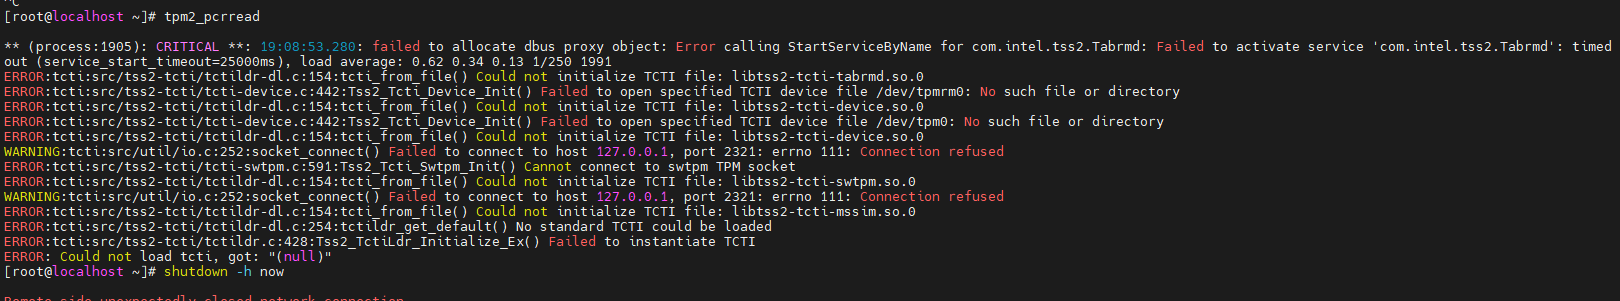 ^C
[root@localhost ~]# tpm2_pcrread
** (process:1905): CRITICAL **: 19:08:53.280: failed to allocate dbus proxy object: Error calling StartServiceByName for com.intel.tss2.Tabrmd: Failed to activate service 'com.intel.tss2.Tabrmd': timed
out (service_start_timeout=25000ms), load average: 0.62 0.34 0.13 1/250 1991
ERROR:tcti:src/tss2-tcti/tctildr-dl.c:154:tcti_from_file() Could not initialize TCTI file: libtss2-tcti-tabrmd.so.0
ERROR:tcti:src/tss2-tcti/tcti-device.c:442:Tss2_Tcti_Device_Init() Failed to open specified TCTI device file /dev/tpmrm0: No such file or directory
ERROR:tcti:src/tss2-tcti/tctildr-dl.c:154:tcti_from_file() Could not initialize TCTI file: libtss2-tcti-device.so.0
ERROR:tcti:src/tss2-tcti/tcti-device.c:442:Tss2_Tcti_Device_Init() Failed to open specified TCTI device file /dev/tpm0: No such file or directory
ERROR:tcti:src/tss2-tcti/tctildr-dl.c:154:tcti_from_file() Could not initialize TCTI file: libtss2-tcti-device.so.0
WARNING:tcti:src/util/io.c:252:socket_connect() Failed to connect to host 127.0.0.1, port 2321: errno 111: Connection refused
ERROR:tcti:src/tss2-tcti/tcti-swtpm.c:591:Tss2_Tcti_Swtpm_Init() Cannot connect to swtpm TPM socket
ERROR:tcti:src/tss2-tcti/tctildr-dl.c:154:tcti_from_file() Could not initialize TCTI file: libtss2-tcti-swtpm.so.0
WARNING:tcti:src/util/io.c:252:socket_connect() Failed to connect to host 127.0.0.1, port 2321: errno 111: Connection refused
ERROR:tcti:src/tss2-tcti/tctildr-dl.c:154:tcti_from_file() Could not initialize TCTI file: libtss2-tcti-mssim.so.0
ERROR:tcti:src/tss2-tcti/tctildr-dl.c:254:tctildr_get_default() No standard TCTI could be loaded
ERROR:tcti:src/tss2-tcti/tctildr.c:428:Tss2_TctiLdr_Initialize_Ex() Failed to instantiate TCTI
ERROR: Could not load tcti, got: "(null)"
[root@localhost ~]# shutdown -h now
Remote side unexpectedly closed network connection